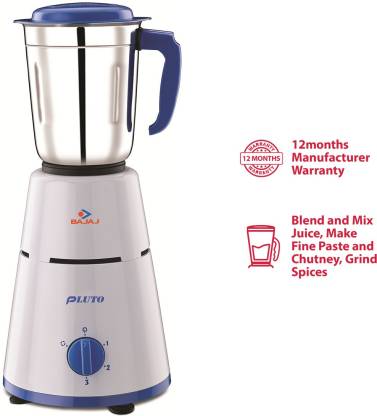 BAJAJ
PLUTO
0
1
2
3
WARRANTY
12 MONTHS
WARRANTY
12months
Manufacturer
Warranty
Blend and Mix
Juice, Make
Fine Paste and
Chutney, Grind
Spices